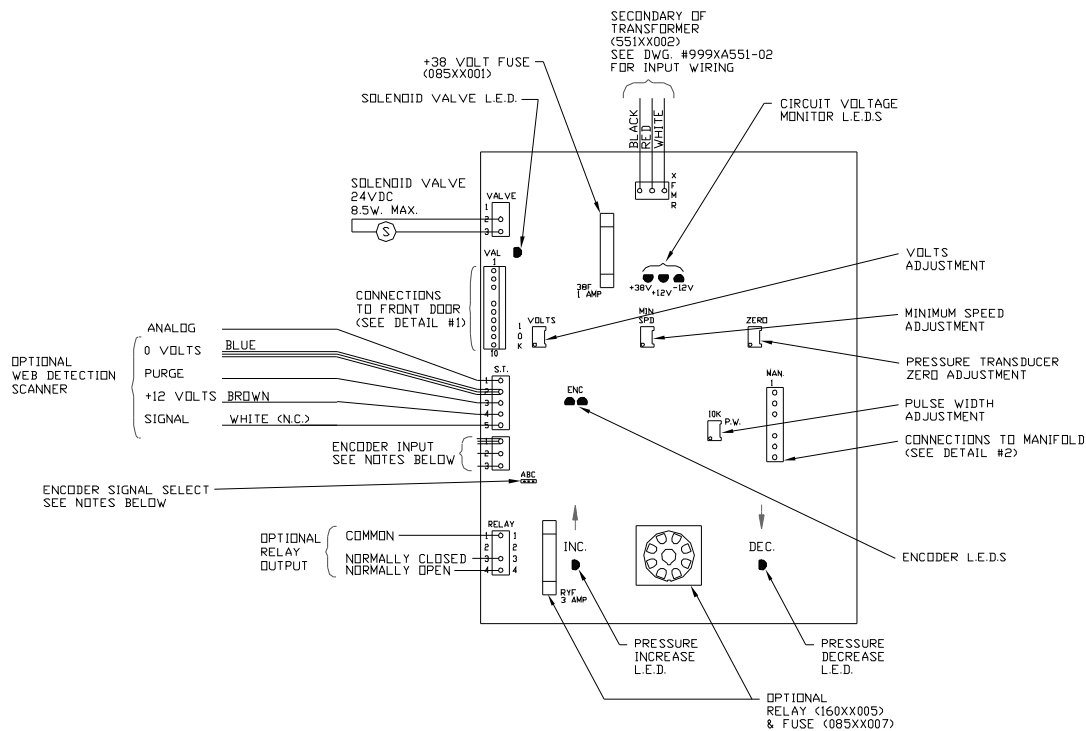 SECONDARY OF
TRANSFORMER
(551XX002)
SEE DWG. #999XA551-02
FOR INPUT WIRING
+38 VOLT FUSE
(085XX001)
SOLENOID VALVE L.E.D.
CIRCUIT VOLTAGE
MONITOR L.E.D.S
BLACK
RED
WHITE
X
F
M
R
SOLENOID VALVE
24VDC
8.5W. MAX.
S
VALVE
1
2
3
VAL
1
10
CONNECTIONS
TO FRONT DOOR
(SEE DETAIL #1)
38F
1 AMP
+38V
+12V
-12V
VOLTS
ADJUSTMENT
1
0
K
VOLTS
MIN
SPD
ZERO
MINIMUM SPEED
ADJUSTMENT
PRESSURE TRANSDUCER
ZERO ADJUSTMENT
OPTIONAL
WEB DETECTION
SCANNER
ANALOG
0 VOLTS
BLUE
PURGE
+12 VOLTS
BROWN
SIGNAL
WHITE (N.C.)
S.T.
1
2
3
4
5
ENC
10K
P.W.
MAN.
1
PULSE WIDTH
ADJUSTMENT
CONNECTIONS TO MANIFOLD
(SEE DETAIL #2)
ENCODER INPUT
SEE NOTES BELOW
2
3
ENCODER SIGNAL SELECT
SEE NOTES BELOW
ABC
OPTIONAL
RELAY
OUTPUT
COMMON
NORMALLY CLOSED
NORMALLY OPEN
RELAY
1 1
2 2
3 3
4 4
RYF
3 AMP
INC.
DEC.
ENCODER L.E.D.S
PRESSURE
INCREASE
L.E.D.
PRESSURE
DECREASE
L.E.D.
OPTIONAL
RELAY (160XX005)
& FUSE (085XX007)